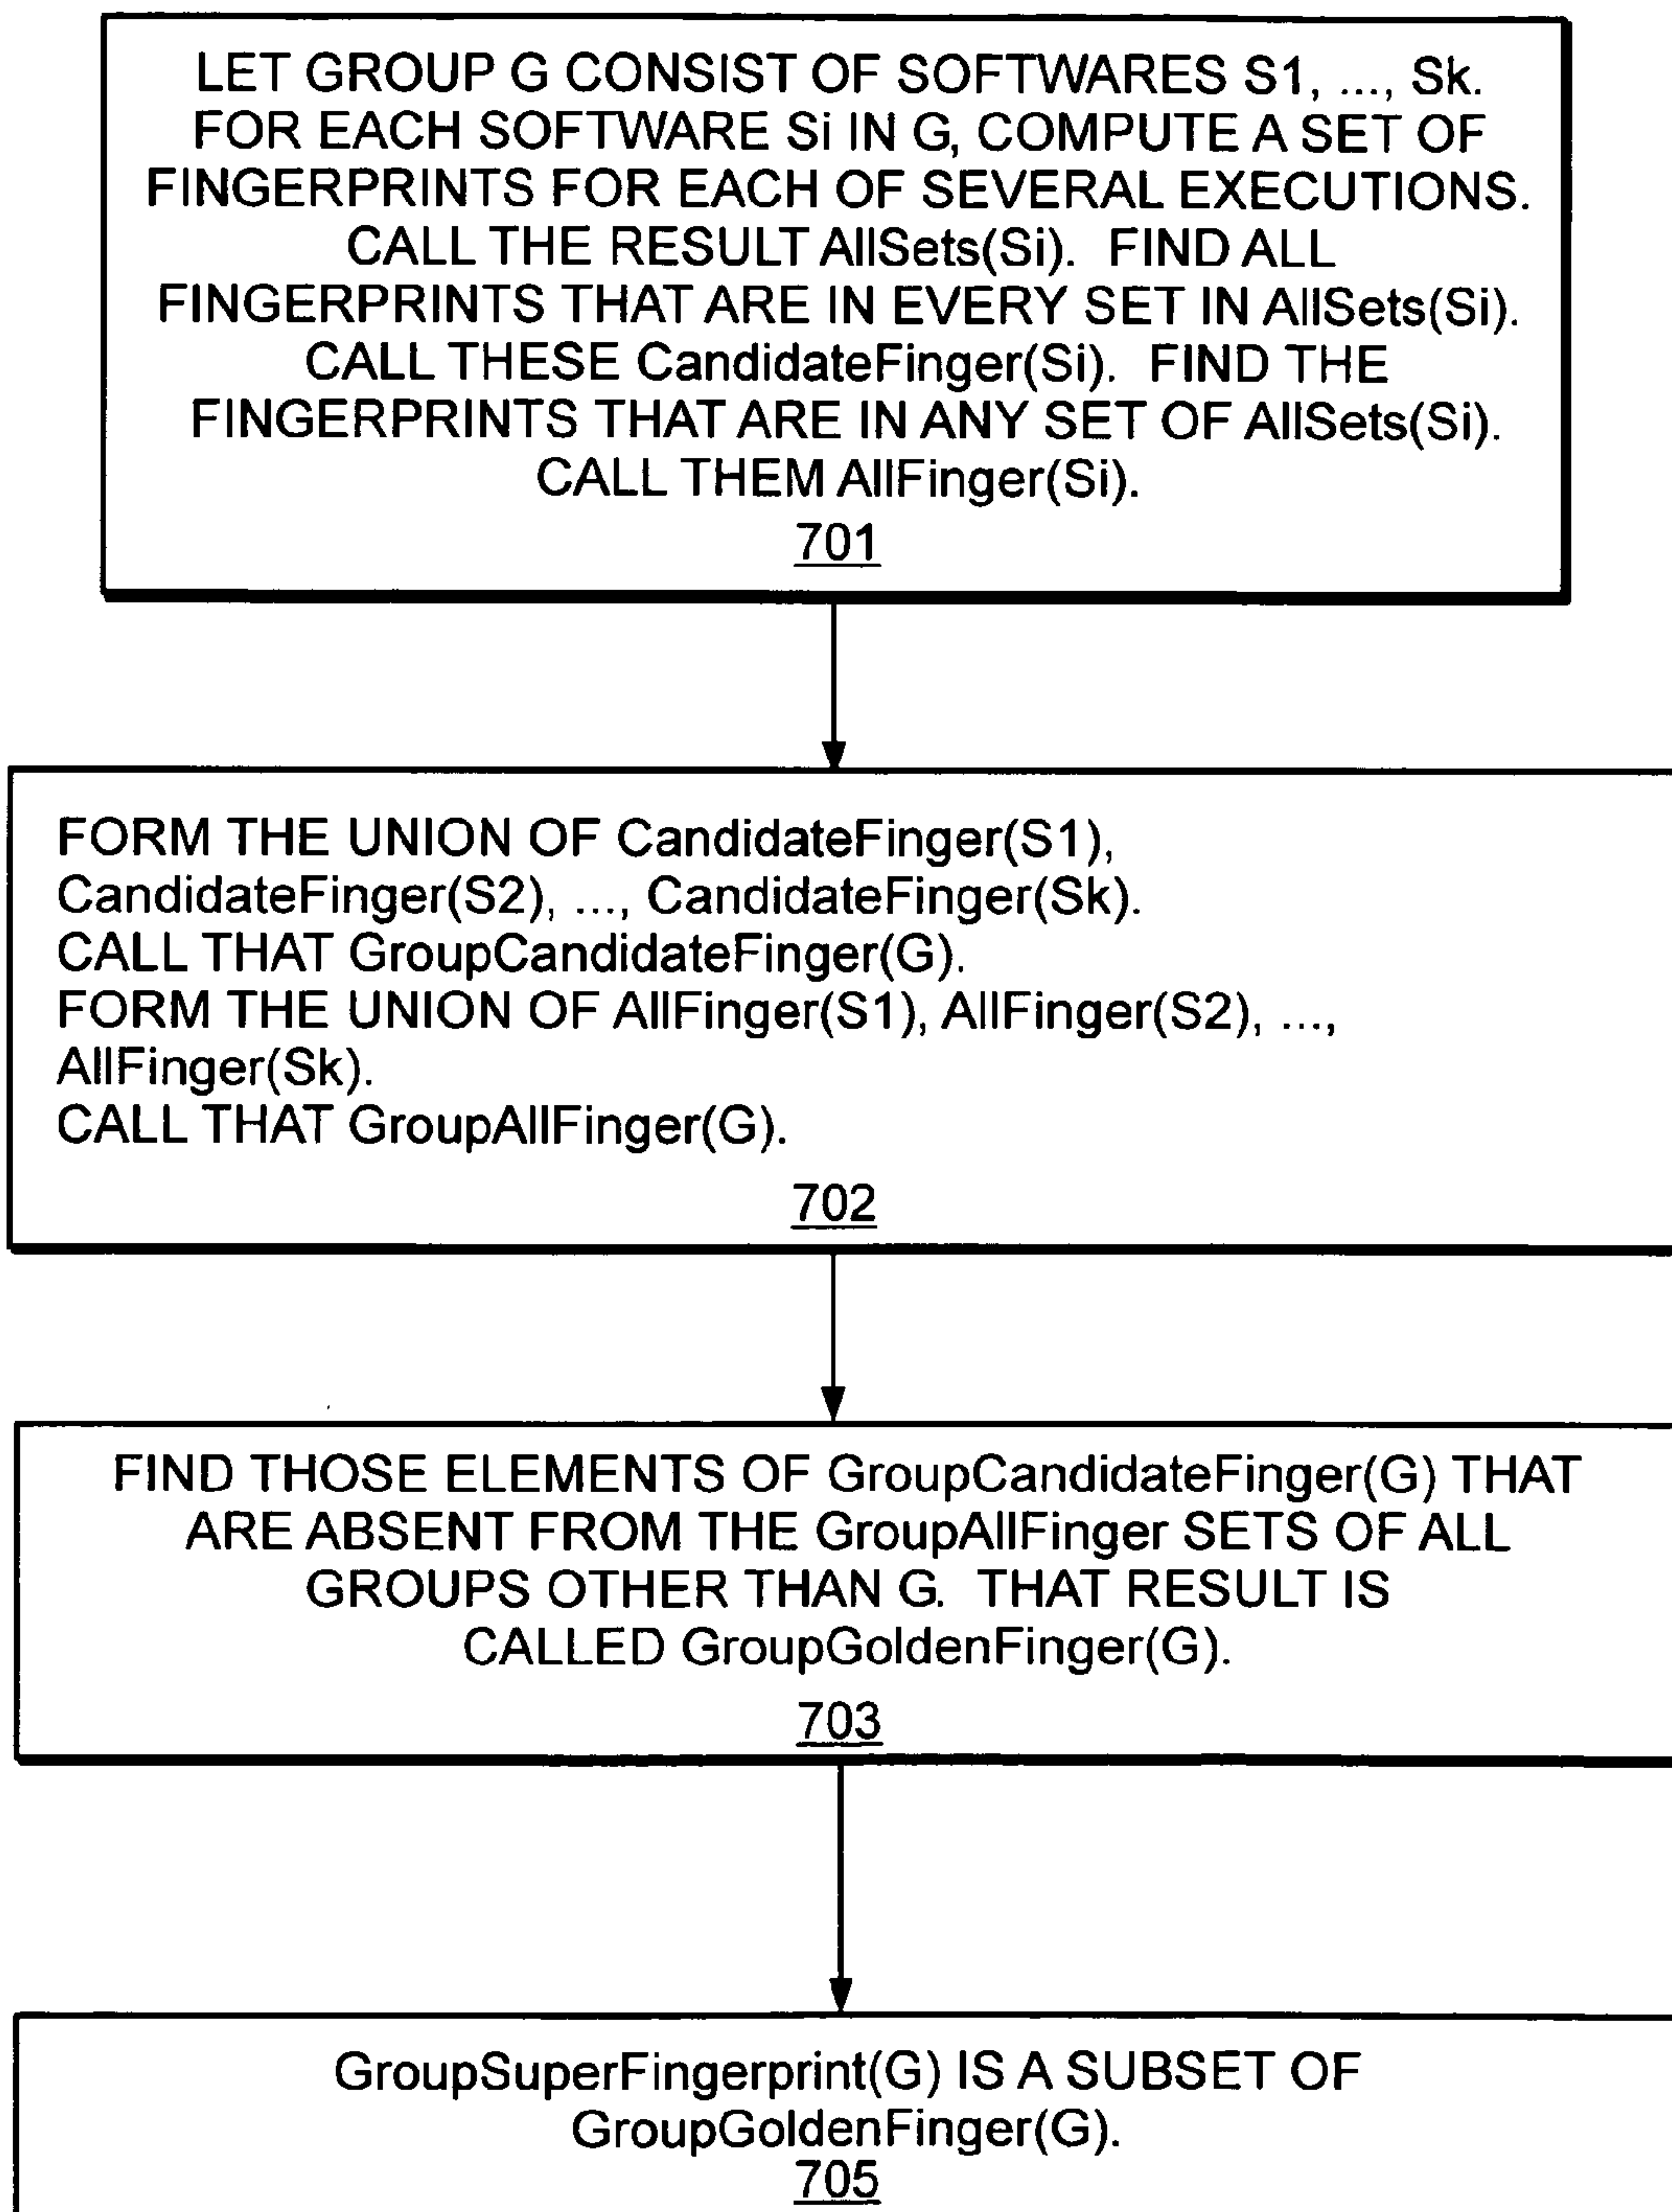 LET GROUP G CONSIST OF SOFTWARES S1, ..., Sk.
FOR EACH SOFTWARE Si IN G, COMPUTE A SET OF
FINGERPRINTS FOR EACH OF SEVERAL EXECUTIONS.
CALL THE RESULT AllSets(Si). FIND ALL
FINGERPRINTS THAT ARE IN EVERY SET IN AllSets(Si).
CALL THESE CandidateFinger(Si). FIND THE
FINGERPRINTS THAT ARE IN ANY SET OF AllSets(Si).
CALL THEM AllFinger(Si).
701
FORM THE UNION OF CandidateFinger(S1),
CandidateFinger(S2), ..., CandidateFinger(Sk).
CALL THAT GroupCandidateFinger(G).
FORM THE UNION OF AllFinger(S1), AllFinger(S2), ...,
AllFinger(Sk).
CALL THAT GroupAllFinger(G).
702
FIND THOSE ELEMENTS OF GroupCandidateFinger(G) THAT
ARE ABSENT FROM THE GroupAllFinger SETS OF ALL
GROUPS OTHER THAN G. THAT RESULT IS
CALLED GroupGoldenFinger(G).
703
GroupSuperFingerprint(G) IS A SUBSET OF
GroupGoldenFinger(G).
705